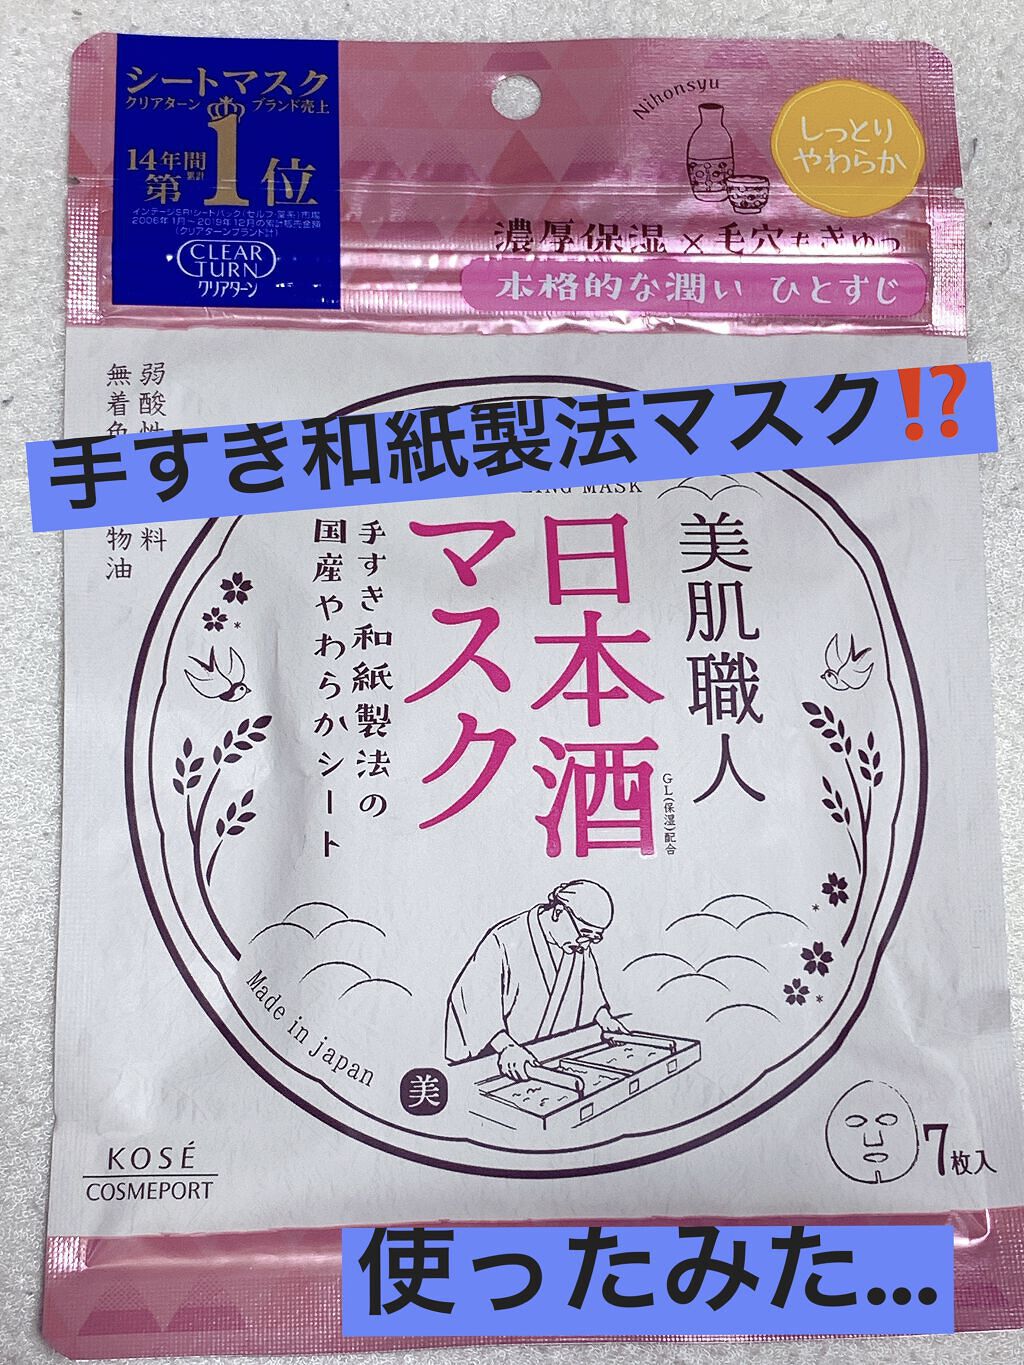 シートマスク
クリアターン ブランド売上
14年間
累計
第1位
インテージSRI シートパック(セルフ・薬系)市場
2006年1月〜2019年12月の累計販売金額
(クリアターンブランド計)
CLEAR
TURN
クリアターン
Nihonsyu
しっとり
やわらか
濃厚保湿×毛穴もきゅっ
本格的な潤い ひとすじ
手すき和紙製法マスク⁉
弱酸性
料
無着色
物油
MASK
美肌職人
日本酒
マスク
GL(保湿)配合
手すき和紙製法の
国産やわらかシート
Made in japan
美
KOSÉ
COSMEPORT
7枚入
使ったみた...